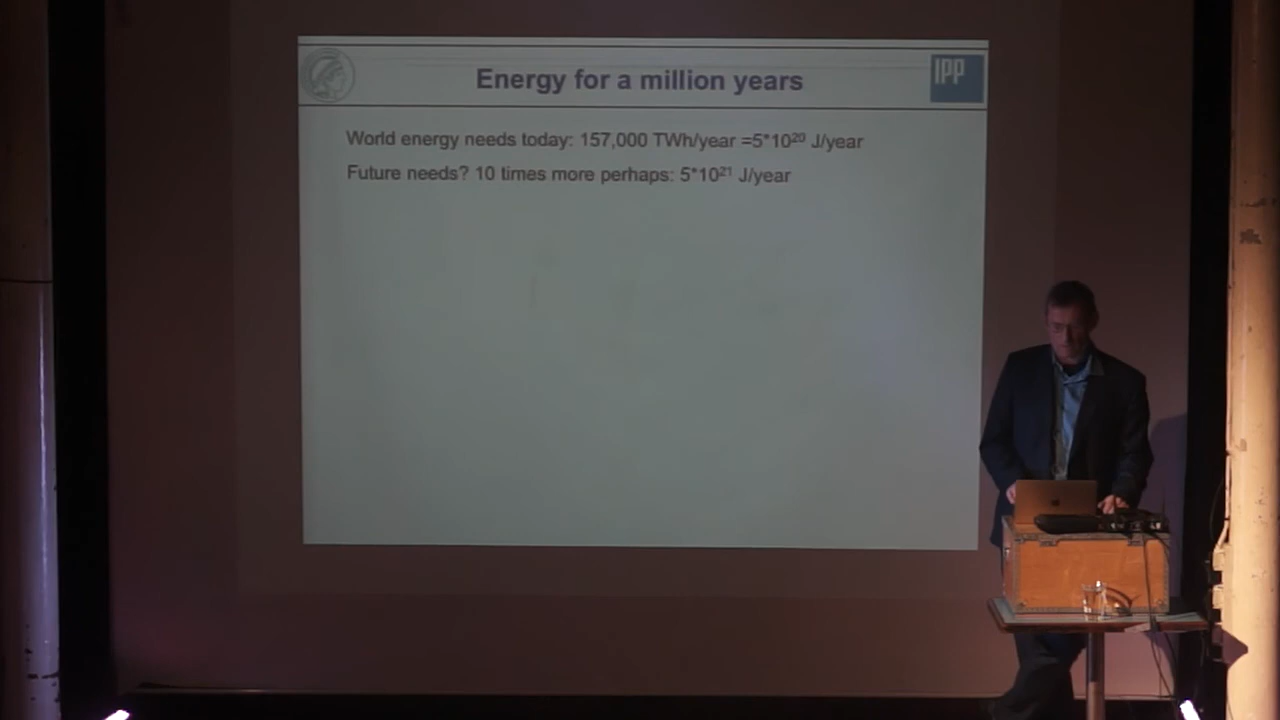 Energy for a million years
IPP
World energy needs today: 157,000 TWh/year =5*10²⁰ J/year
Future needs? 10 times more perhaps: 5*10²¹ J/year